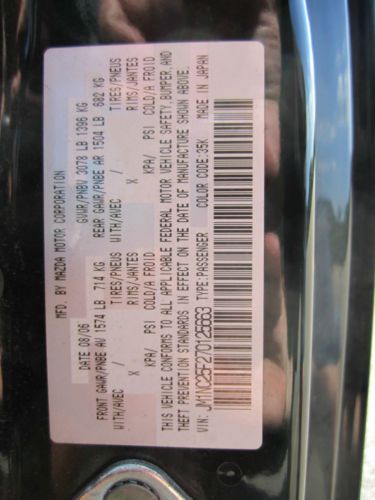 MFD. BY MAZDA MOTOR CORPORATION
DATE 08/06 GVWR/PNBV 3078 LB 1396 KG
FRONT GAWR/PNBE AV 1574 LB 714 KG REAR GAWR/PNBE AR 1504 LB 682 KG
WITH/AVEC / TIRES/PNEUS WITH/AVEC / TIRES/PNEUS
X RIMS/JANTES X RIMS/JANTES
KPA/ PSI COLD/A FROID KPA/ PSI COLD/A FROID
THIS VEHICLE CONFORMS TO ALL APPLICABLE FEDERAL MOTOR VEHICLE SAFETY, BUMPER, AND
THEFT PREVENTION STANDARDS IN EFFECT ON THE DATE OF MANUFACTURE SHOWN ABOVE.
VIN: JM1NC25F270125663 TYPE: PASSENGER COLOR CODE: 35K MADE IN JAPAN